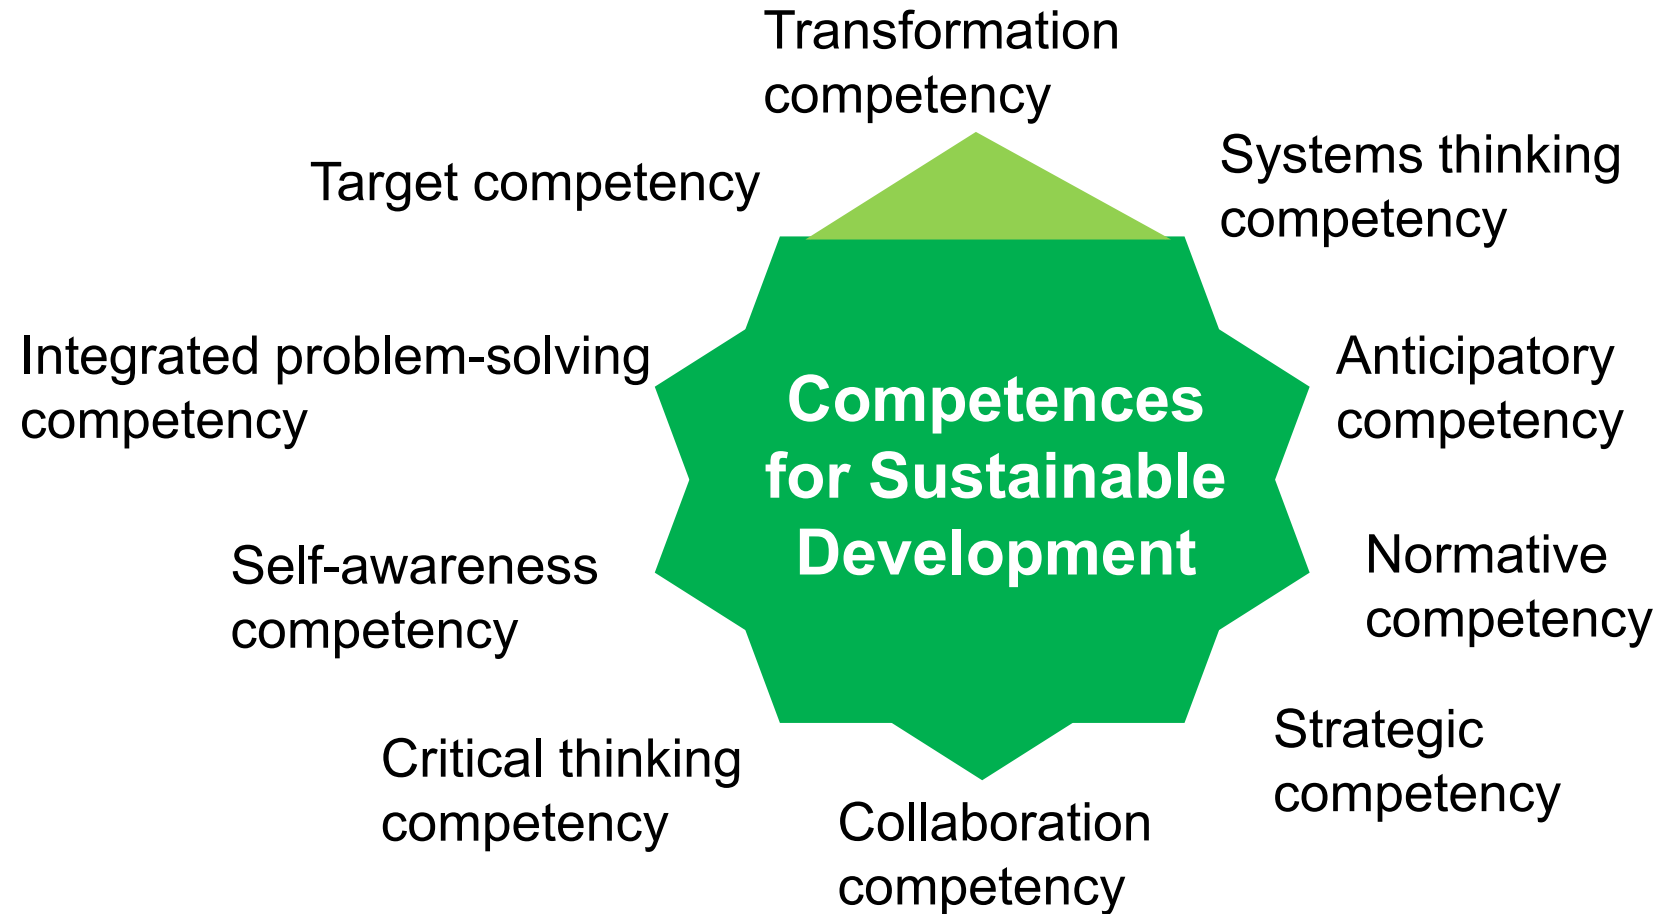 Transformation
competency
Systems thinking
competency
Anticipatory
competency
Normative
competency
Strategic
competency
Collaboration
competency
Critical thinking
competency
Self-awareness
competency
Integrated problem-solving
competency
Target competency
Competences
for Sustainable
Development